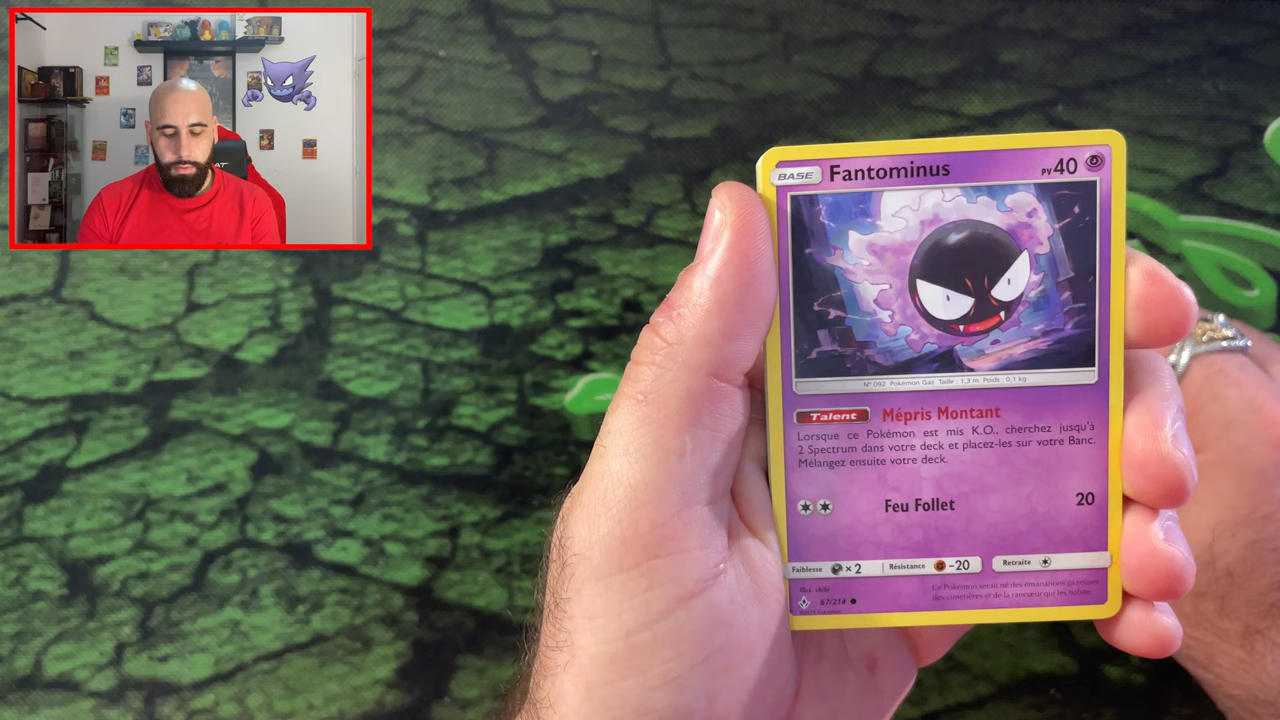 BASE Fantominus PV40
N° 092 Pokémon Gaz Taille : 1,3 m Poids : 0,1 kg
Talent Mépris Montant
Lorsque ce Pokémon est mis K.O., cherchez jusqu'à
2 Spectrum dans votre deck et placez-les sur votre Banc.
Mélangez ensuite votre deck.
Feu Follet 20
Faiblesse ×2 Résistance -20 Retraite
Illus. chibi
67/214
Ce Pokémon serait né des émanations gazeuses
des cimetières et de la rancœur qui les habite.